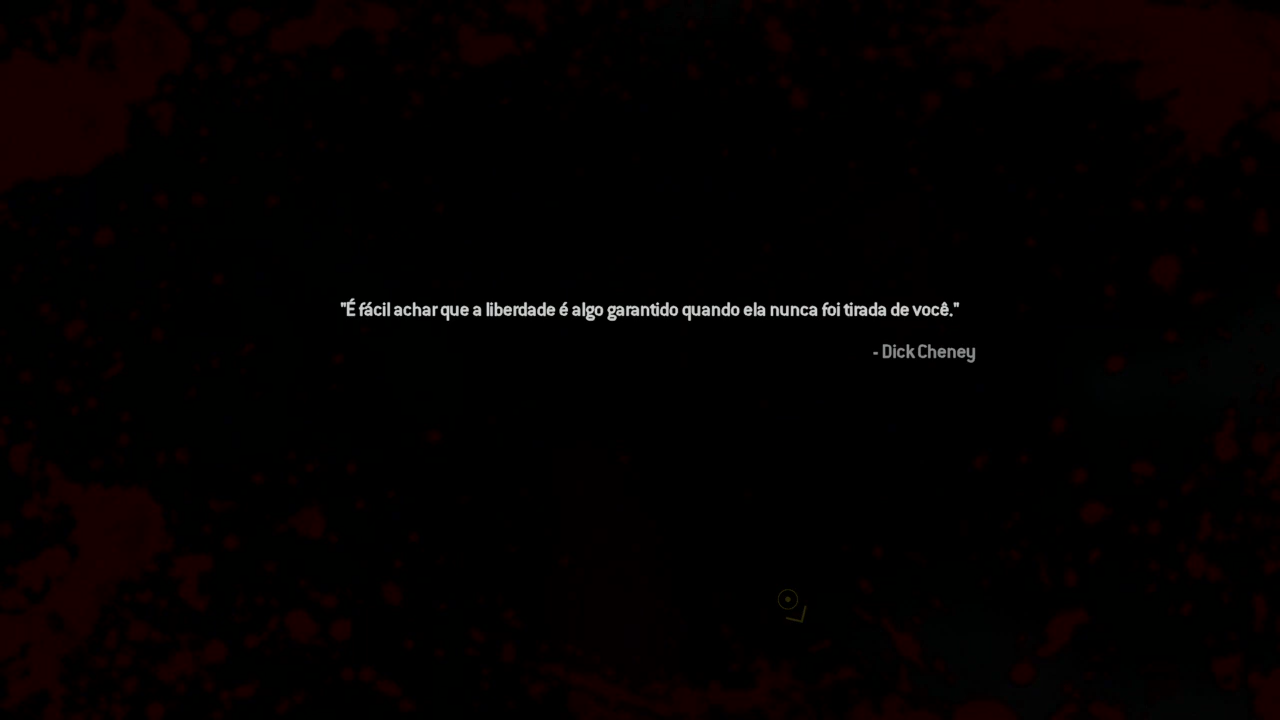 "É fácil achar que a liberdade é algo garantido quando ela nunca foi tirada de você."
- Dick Cheney